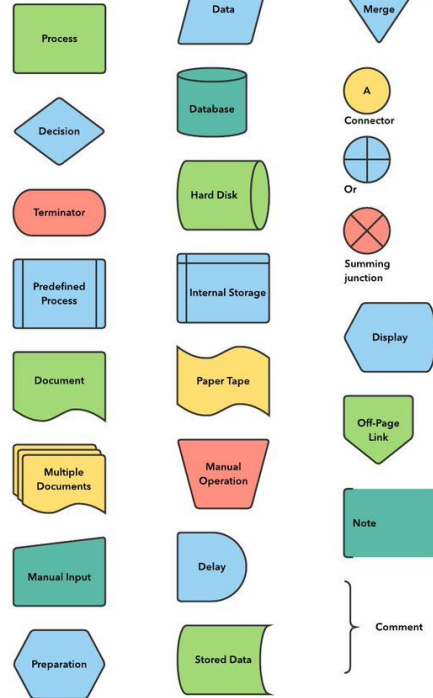 Process
Decision
Terminator
Predefined
Process
Document
Multiple
Documents
Manual Input
Preparation
Data
Database
Hard Disk
Internal Storage
Paper Tape
Manual
Operation
Delay
Stored Data
Merge
A
Connector
Or
Summing
junction
Display
Off-Page
Link
Note
Comment